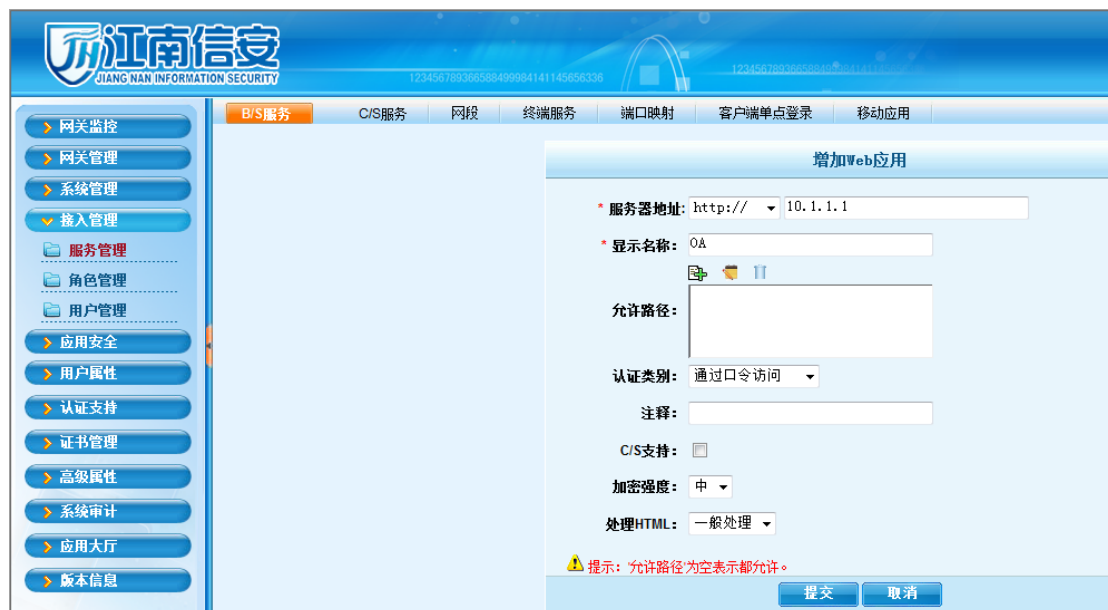 江南信安
JIANG NAN INFORMATION SECURITY
B/S服务 C/S服务 网段 终端服务 端口映射 客户端单点登录 移动应用
网关监控
网关管理
系统管理
接入管理
服务管理
角色管理
用户管理
应用安全
用户属性
认证支持
证书管理
高级属性
系统审计
应用大厅
版本信息
增加Web应用
* 服务器地址: http:// 10.1.1.1
* 显示名称: OA
允许路径:
认证类别: 通过口令访问
注释:
C/S支持:
加密强度: 中
处理HTML: 一般处理
提示: '允许路径'为空表示都允许。
提交 取消